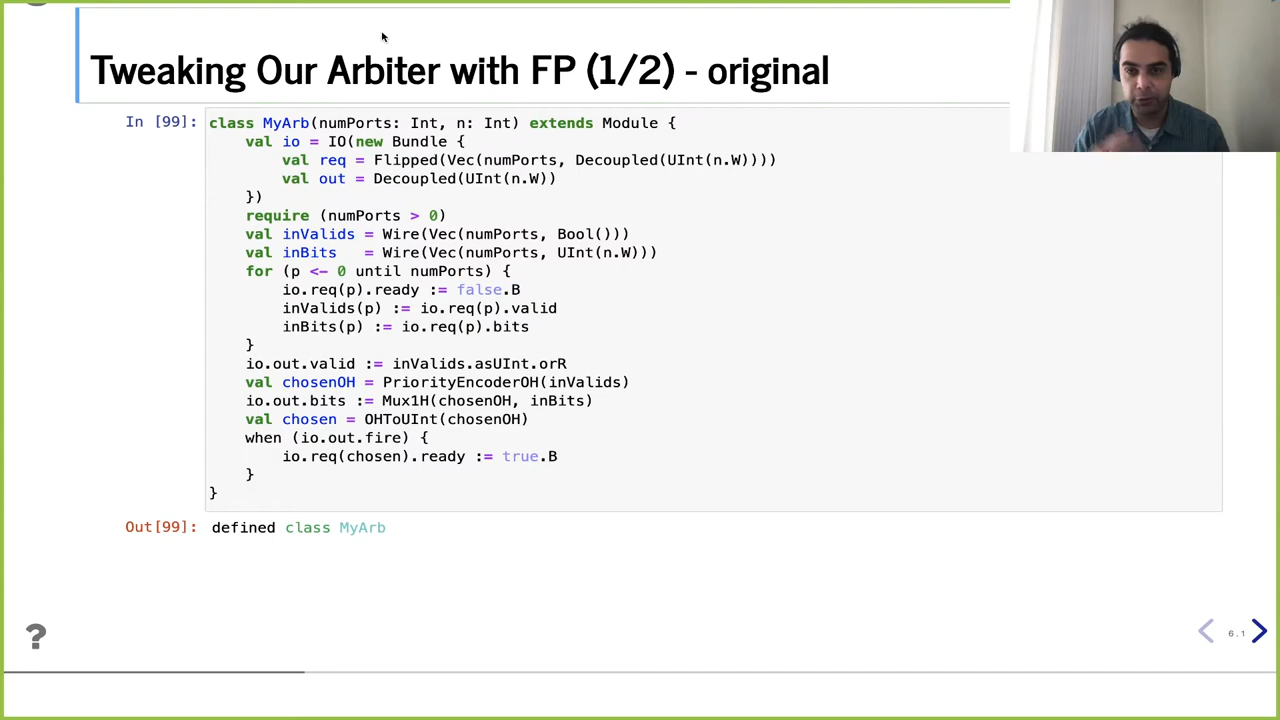 Tweaking Our Arbiter with FP (1/2) - original
In [99]: class MyArb(numPorts: Int, n: Int) extends Module {
    val io = IO(new Bundle {
        val req = Flipped(Vec(numPorts, Decoupled(UInt(n.W))))
        val out = Decoupled(UInt(n.W))
    })
    require (numPorts > 0)
    val inValids = Wire(Vec(numPorts, Bool()))
    val inBits   = Wire(Vec(numPorts, UInt(n.W)))
    for (p <- 0 until numPorts) {
        io.req(p).ready := false.B
        inValids(p) := io.req(p).valid
        inBits(p) := io.req(p).bits
    }
    io.out.valid := inValids.asUInt.orR
    val chosenOH = PriorityEncoderOH(inValids)
    io.out.bits := Mux1H(chosenOH, inBits)
    val chosen = OHToUInt(chosenOH)
    when (io.out.fire) {
        io.req(chosen).ready := true.B
    }
}
Out[99]: defined class MyArb
?
6.1